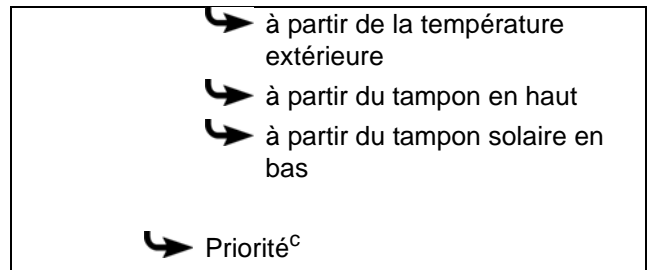 à partir de la température
extérieure
à partir du tampon en haut
à partir du tampon solaire en
bas
Priorité^c